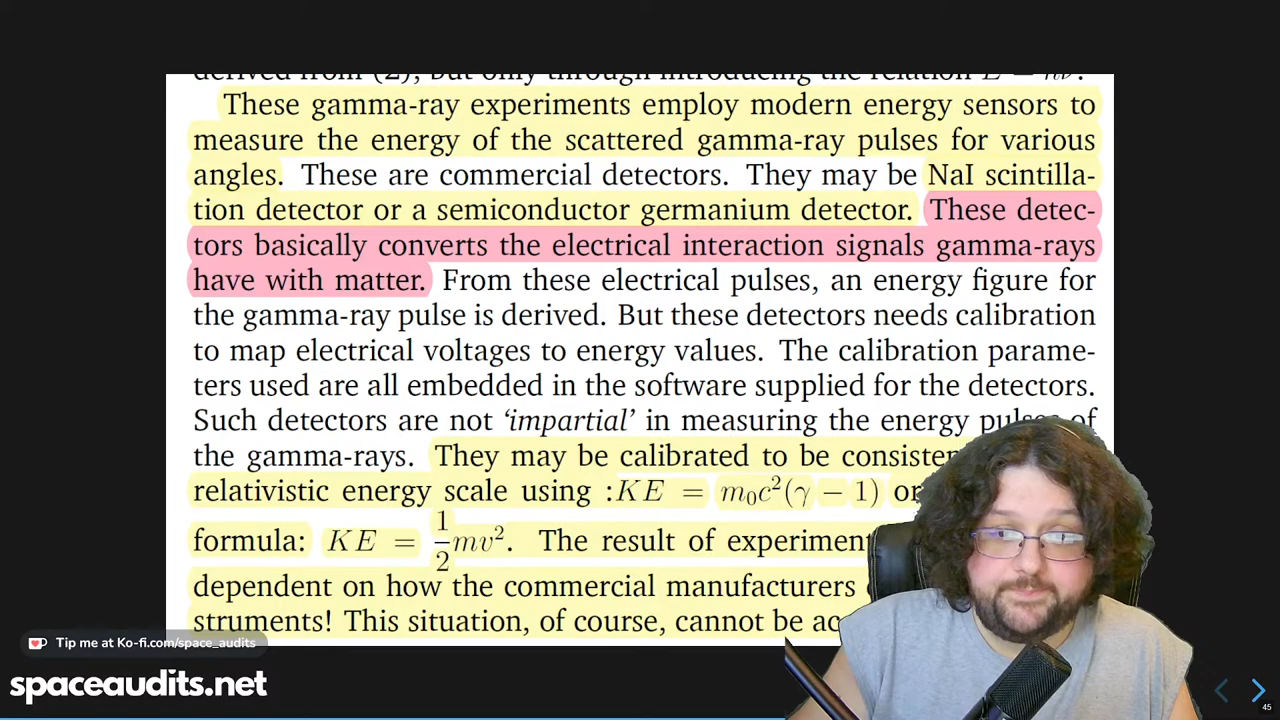 These gamma-ray experiments employ modern energy sensors to
measure the energy of the scattered gamma-ray pulses for various
angles. These are commercial detectors. They may be NaI scintilla-
tion detector or a semiconductor germanium detector. These detec-
tors basically converts the electrical interaction signals gamma-rays
have with matter. From these electrical pulses, an energy figure for
the gamma-ray pulse is derived. But these detectors needs calibration
to map electrical voltages to energy values. The calibration parame-
ters used are all embedded in the software supplied for the detectors.
Such detectors are not ‘impartial’ in measuring the energy pulses of
the gamma-rays. They may be calibrated to be
relativistic energy scale using :KE = m₀c²(γ − 1) or
formula: KE = 1/2 mv². The result of
dependent on how the commercial manufacturers
struments! This situation, of course, cannot be
Tip me at Ko-fi.com/space_audits
spaceaudits.net
45